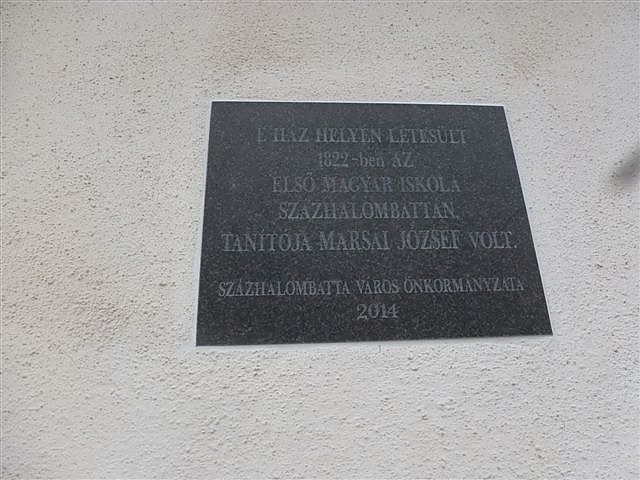 E HÁZ HELYÉN LÉTESÜLT
1822-ben AZ
ELSŐ MAGYAR ISKOLA
SZÁZHALOMBATTÁN.
TANÍTÓJA MARSAI JÓZSEF VOLT.
SZÁZHALOMBATTA VÁROS ÖNKORMÁNYZATA
2014